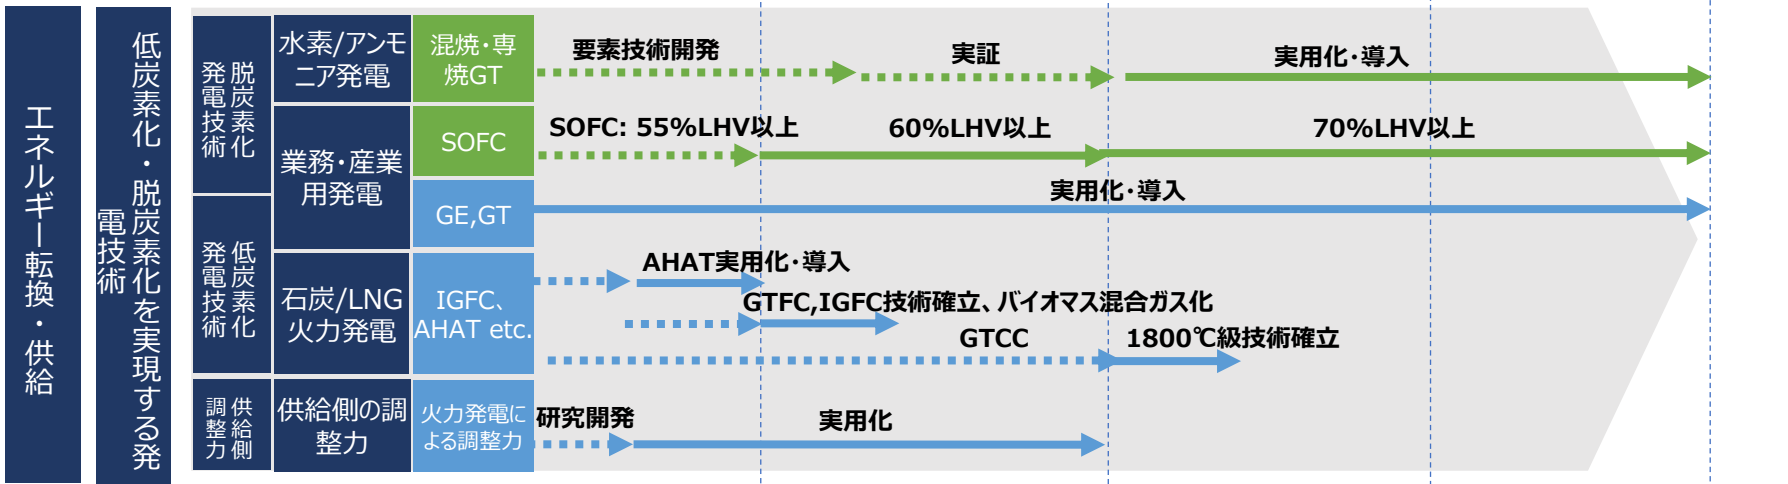 エネルギー転換・供給
低炭素化・脱炭素化を実現する発
電技術
脱炭素化
発電技術
低炭素化
発電技術
供給側
調整力
水素/アンモ
ニア発電
混焼・専
焼GT
要素技術開発
実証
実用化・導入
業務・産業
用発電
SOFC
SOFC: 55%LHV以上
60%LHV以上
70%LHV以上
GE,GT
実用化・導入
石炭/LNG
火力発電
IGFC、
AHAT etc.
AHAT実用化・導入
GTFC,IGFC技術確立、バイオマス混合ガス化
GTCC
1800℃級技術確立
供給側の調
整力
火力発電に
よる調整力
研究開発
実用化